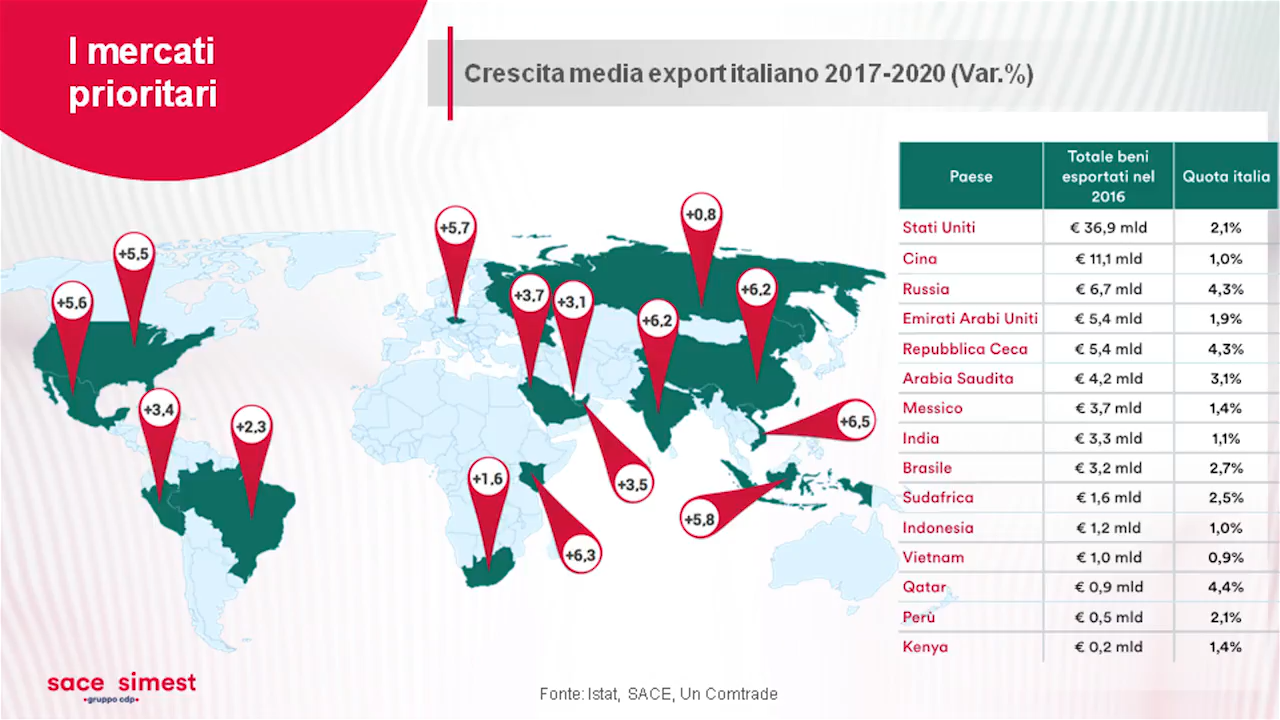 I mercati
prioritari
Crescita media export italiano 2017-2020 (Var.%)
+5,5
+5.6
+5.7
+0,8
+3.7
+3.1
+6,2
+6,2
+3,4
+2,3
+6,5
+1.6
+3,5
+5,8
+6,3
Paese Totale beni esportati nel 2016 Quota italia
Stati Uniti € 36,9 mld 2,1%
Cina € 11,1 mld 1,0%
Russia € 6,7 mld 4,3%
Emirati Arabi Uniti € 5,4 mld 1,9%
Repubblica Ceca € 5,4 mld 4,3%
Arabia Saudita € 4,2 mld 3,1%
Messico € 3,7 mld 1,4%
India € 3,3 mld 1,1%
Brasile € 3,2 mld 2,7%
Sudafrica € 1,6 mld 2,5%
Indonesia € 1,2 mld 1,0%
Vietnam € 1,0 mld 0,9%
Qatar € 0,9 mld 4,4%
Perù € 0,5 mld 2,1%
Kenya € 0,2 mld 1,4%
sace simest
gruppo cdp
Fonte: Istat, SACE, Un Comtrade